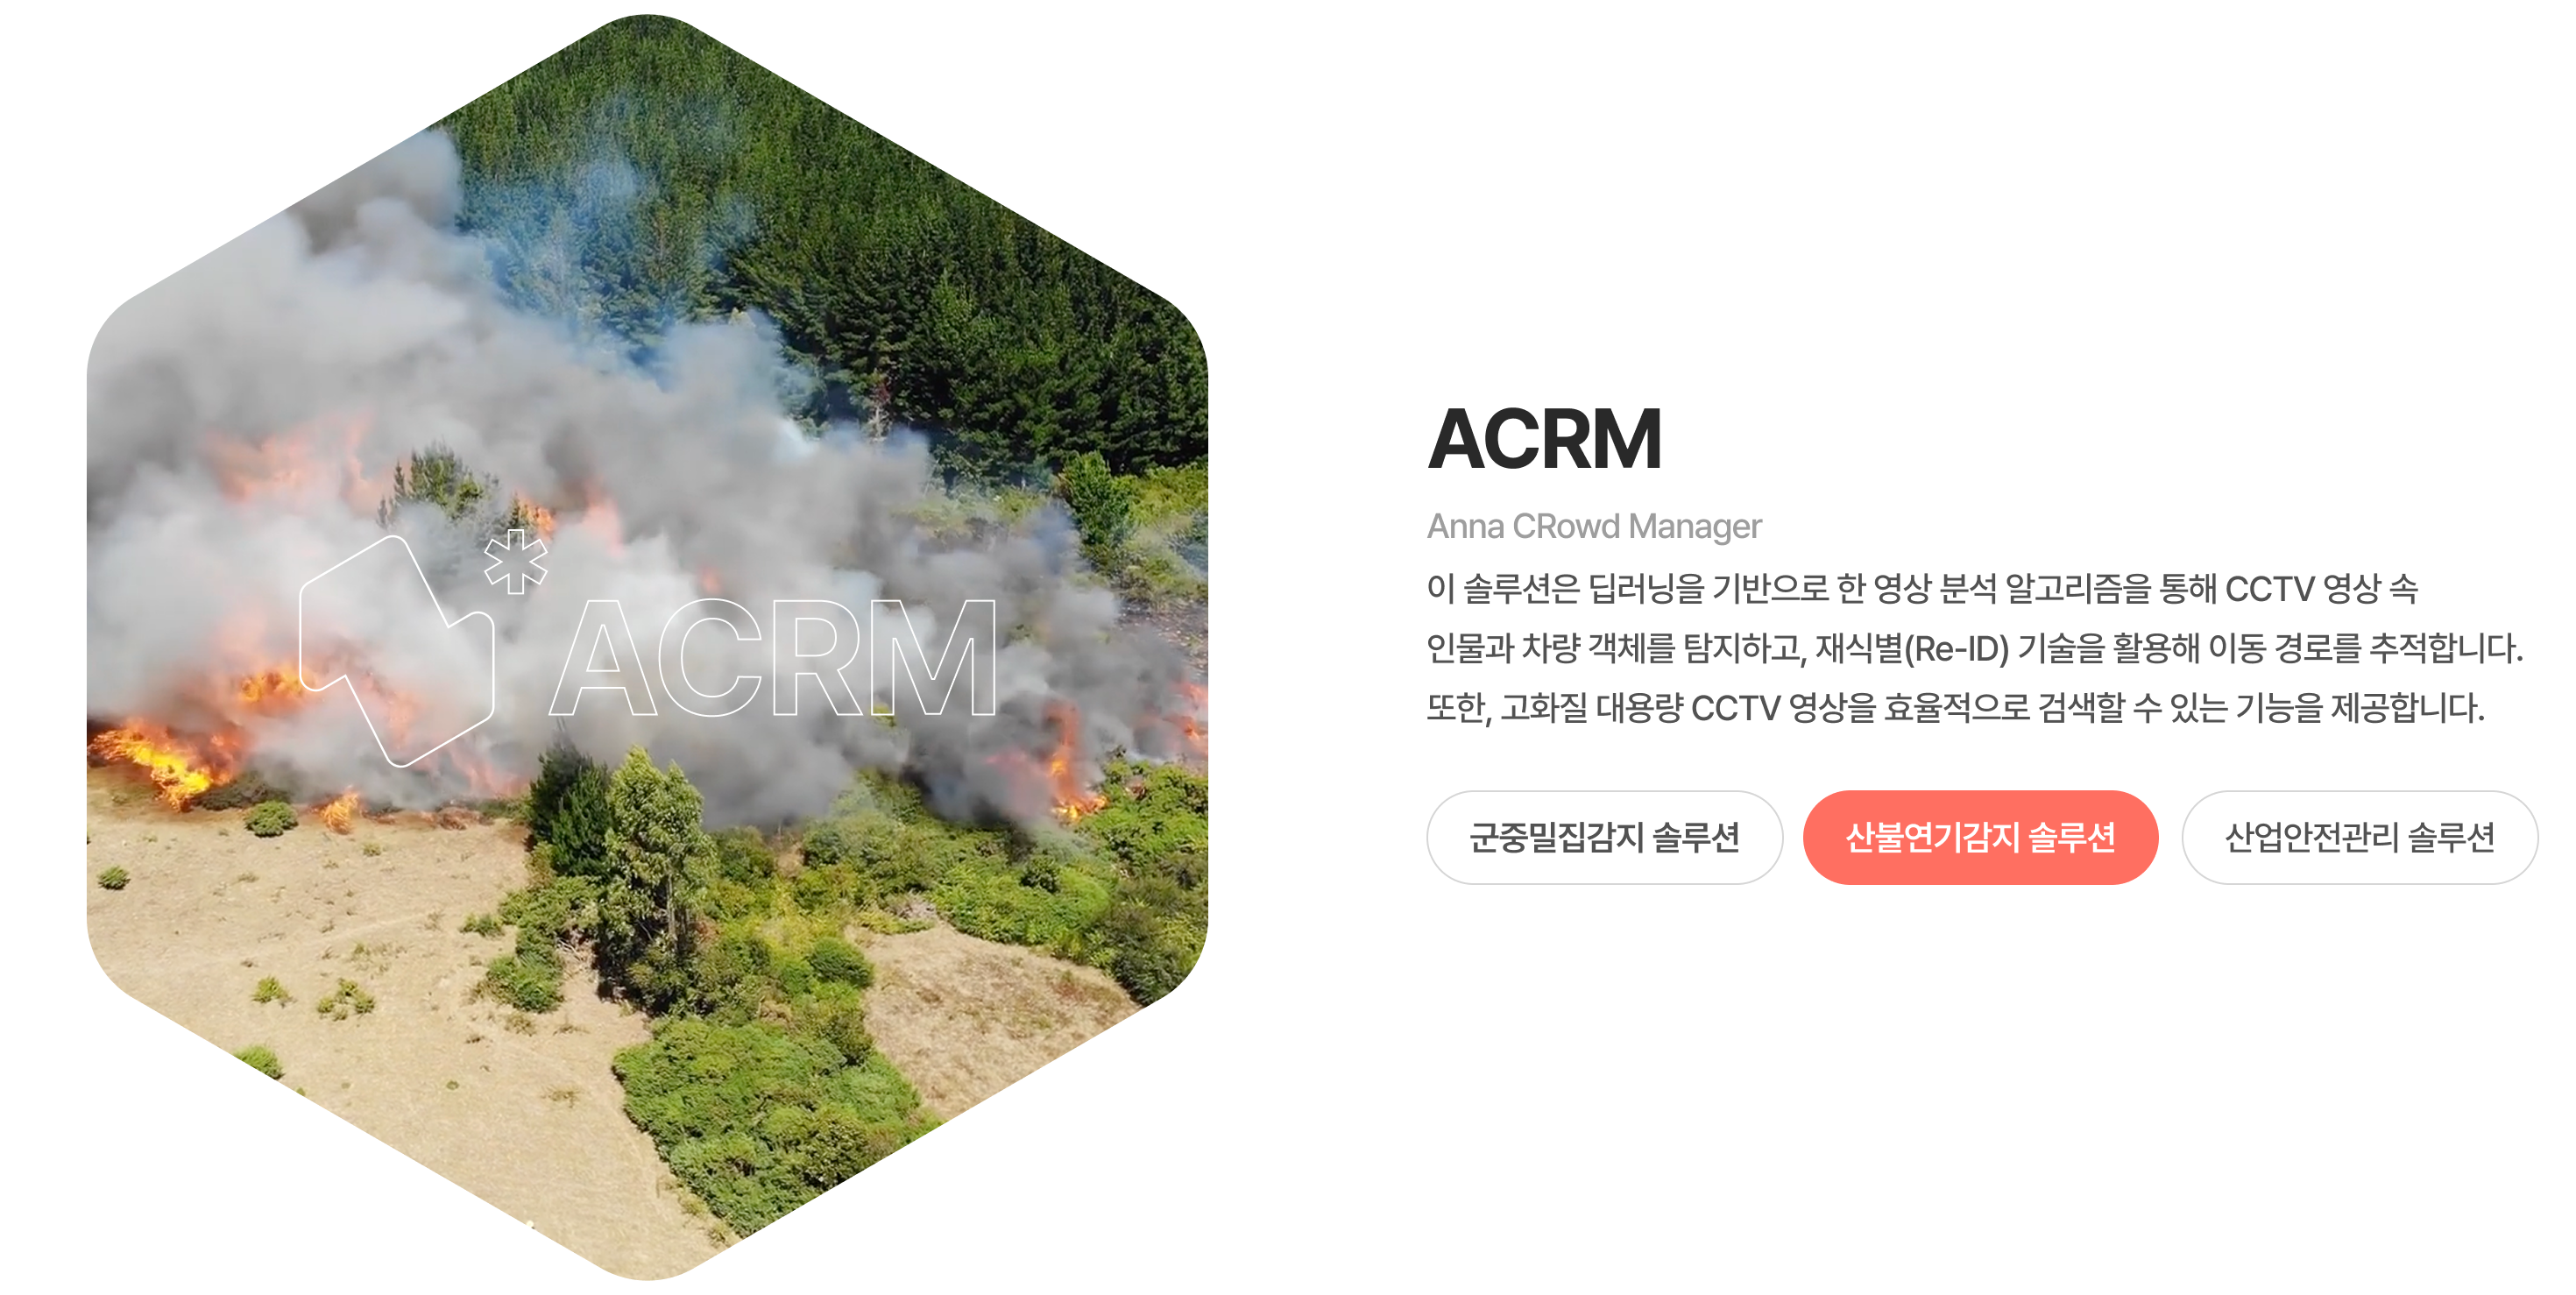 ACRM
ACRM
Anna CRowd Manager
이 솔루션은 딥러닝을 기반으로 한 영상 분석 알고리즘을 통해 CCTV 영상 속
인물과 차량 객체를 탐지하고, 재식별(Re-ID) 기술을 활용해 이동 경로를 추적합니다.
또한, 고화질 대용량 CCTV 영상을 효율적으로 검색할 수 있는 기능을 제공합니다.
군중밀집감지 솔루션
산불연기감지 솔루션
산업안전관리 솔루션